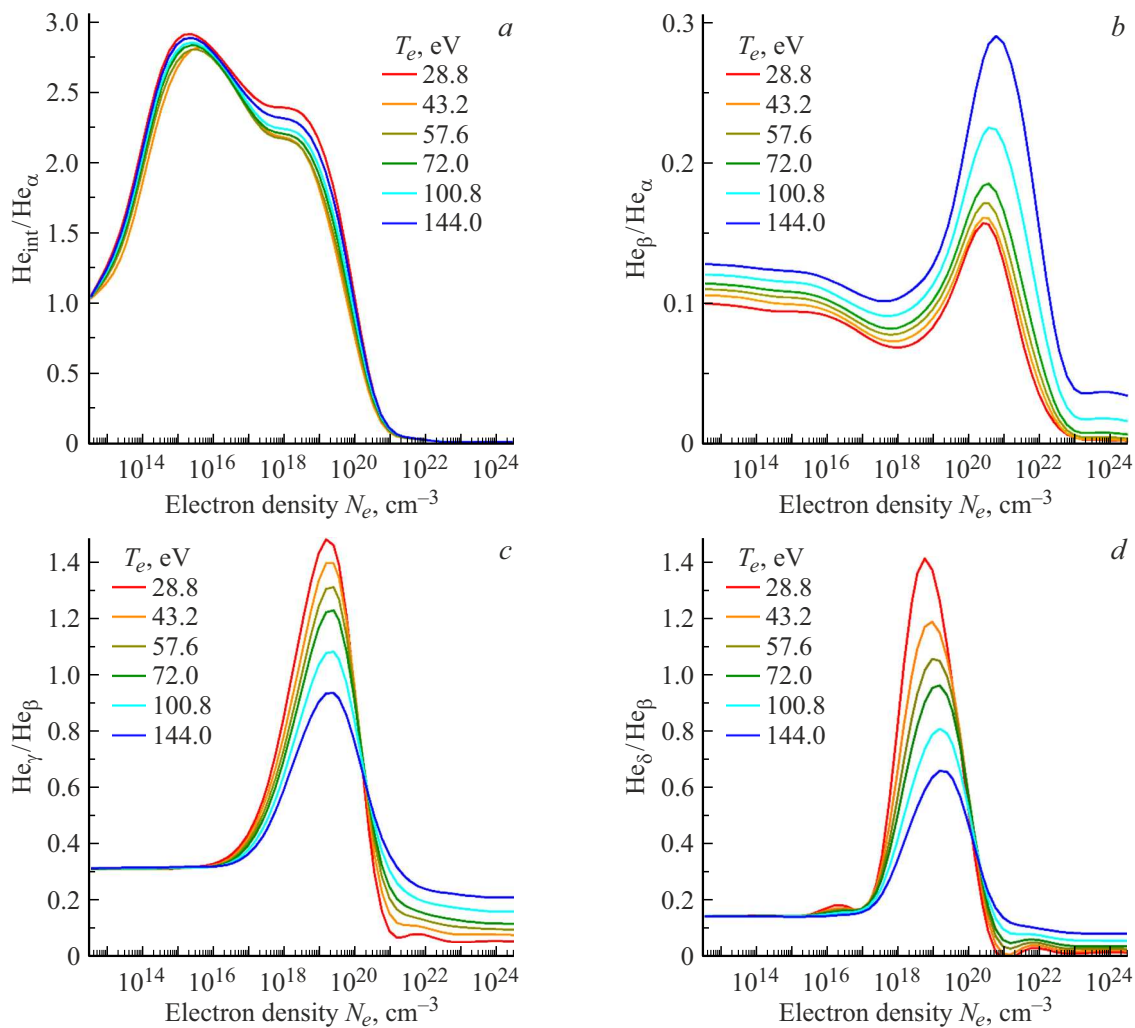 a
3.0
2.5
2.0
1.5
1.0
0.5
0
He_int/He_α
T_e, eV
28.8
43.2
57.6
72.0
100.8
144.0
10^14 10^16 10^18 10^20 10^22 10^24
Electron density N_e, cm^–3
b
0.3
0.2
0.1
0
He_β/He_α
T_e, eV
28.8
43.2
57.6
72.0
100.8
144.0
10^14 10^16 10^18 10^20 10^22 10^24
Electron density N_e, cm^–3
c
1.4
1.2
1.0
0.8
0.6
0.4
0.2
0
He_γ/He_β
T_e, eV
28.8
43.2
57.6
72.0
100.8
144.0
10^14 10^16 10^18 10^20 10^22 10^24
Electron density N_e, cm^–3
d
1.4
1.2
1.0
0.8
0.6
0.4
0.2
0
He_δ/He_β
T_e, eV
28.8
43.2
57.6
72.0
100.8
144.0
10^14 10^16 10^18 10^20 10^22 10^24
Electron density N_e, cm^–3